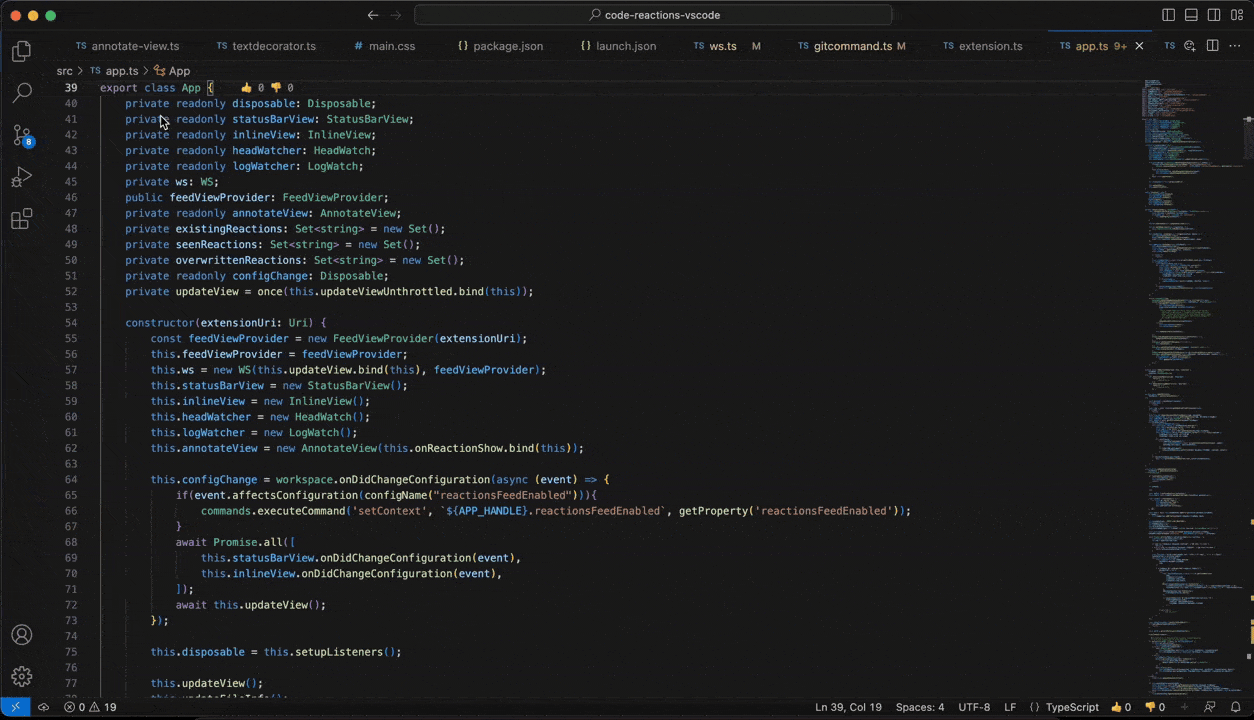 code-reactions-vscode
TS annotate-view.ts TS textdecorator.ts # main.css {} package.json {} launch.json TS ws.ts M TS gitcommand.ts M TS extension.ts TS app.ts 9+ TS
src > TS app.ts > App
39 export class App { 👍 0 👎 0
40 private readonly disposable: Disposable;
41 private readonly statusBarView: StatusBarView;
42 private readonly inlineView: InlineView;
43 private readonly headWatcher: HeadWatch;
44 private readonly logWatcher: LogWatch;
45 private ws: WS;
46 public feedViewProvider: FeedViewProvider;
47 private readonly annotateView: AnnotateView;
48 private existingReactions: Set<string> = new Set();
49 private seenReactions: Set<string> = new Set();
50 private overwrittenReactions: Set<string> = new Set();
51 private readonly configChange: Disposable;
52 private updateView = once(this.updateViewUnthrottled.bind(this));
53
54 constructor(extensionUri: Uri) {
55 const feedViewProvider = new FeedViewProvider(extensionUri);
56 this.feedViewProvider = feedViewProvider;
57 this.ws = new WS(this.updateView.bind(this), feedViewProvider);
58 this.statusBarView = new StatusBarView();
59 this.inlineView = new InlineView();
60 this.headWatcher = new HeadWatch();
61 this.logWatcher = new LogWatch();
62 this.annotateView = new AnnotateView(this.onReactionShow.bind(this));
63
64 this.configChange = workspace.onDidChangeConfiguration(async (event) => {
65 if(event.affectsConfiguration(configName("reactionsFeedEnabled"))){
66 commands.executeCommand('setContext', `${APP_HANDLE}.reactionsFeedEnabled`, getProperty('reactionsFeedEnabled'));
67 }
68 await Promise.all([
69 this.statusBarView.onDidChangeConfiguration(event),
70 this.inlineView.onDidChangeConfiguration(event),
71 ]);
72 await this.updateView();
73 });
74
75 this.disposable = this.setupListeners();
76
77 this.updateView();
8
0 19 Ln 39, Col 19 Spaces: 4 UTF-8 LF {} TypeScript 👍 0 👎 0